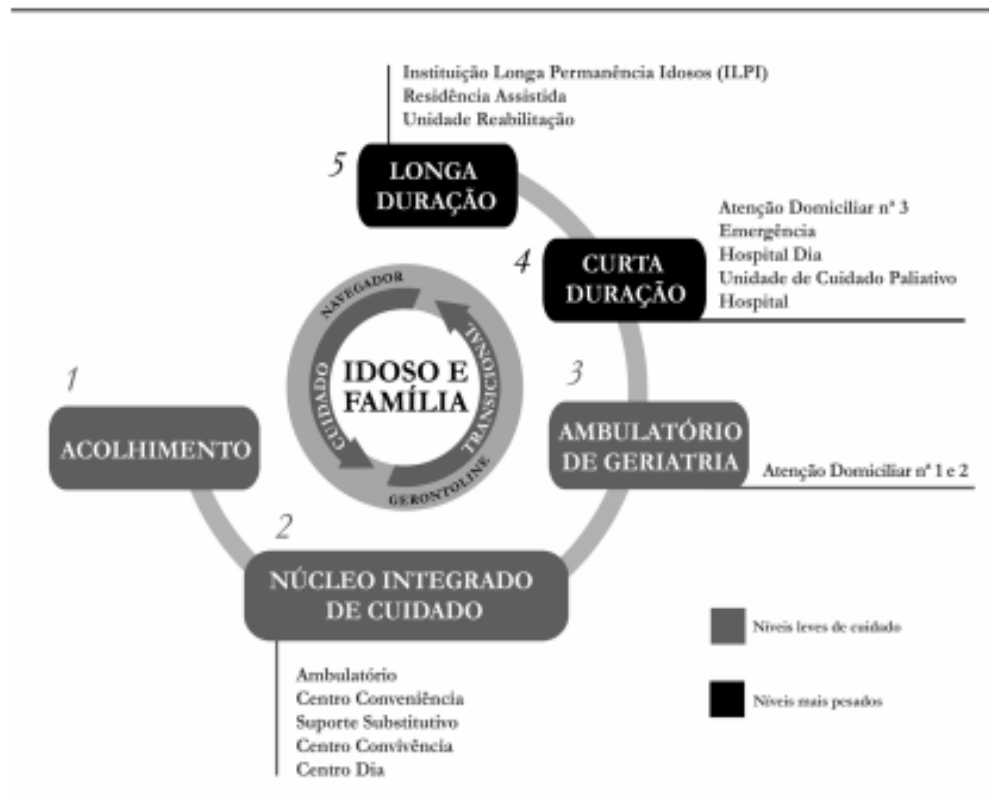 Instituição Longa Permanência Idosos (ILPI)
Residência Assistida
Unidade Reabilitação
5
LONGA
DURAÇÃO
4
CURTA
DURAÇÃO
Atenção Domiciliar nª 3
Emergência
Hospital Dia
Unidade de Cuidado Paliativo
Hospital
NAVEGADOR
CUIDADO
TRANSICIONAL
GERONTOLINE
IDOSO E
FAMÍLIA
1
ACOLHIMENTO
3
AMBULATÓRIO
DE GERIATRIA
Atenção Domiciliar nª 1 e 2
2
NÚCLEO INTEGRADO
DE CUIDADO
Ambulatório
Centro Conveniência
Suporte Substitutivo
Centro Convivência
Centro Dia
Níveis leves de cuidado
Níveis mais pesados